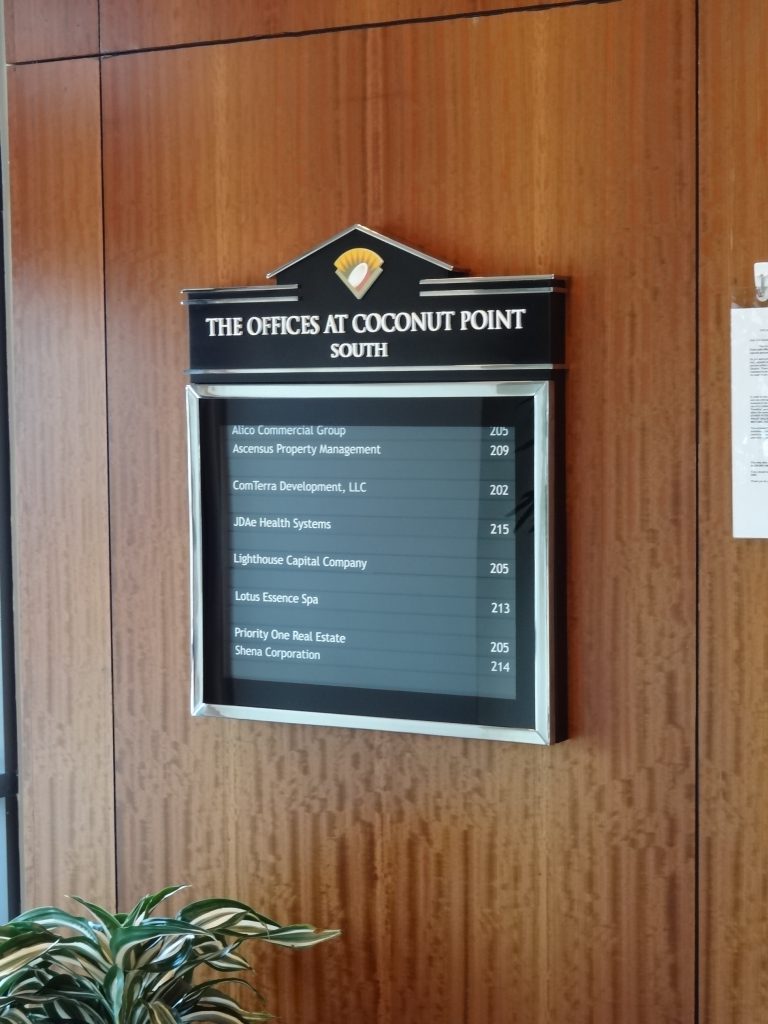 THE OFFICES AT COCONUT POINT
SOUTH
Alico Commercial Group 205
Ascensus Property Management 209
ComTerra Development, LLC 202
JDAe Health Systems 215
Lighthouse Capital Company 205
Lotus Essence Spa 213
Priority One Real Estate 205
Shena Corporation 214